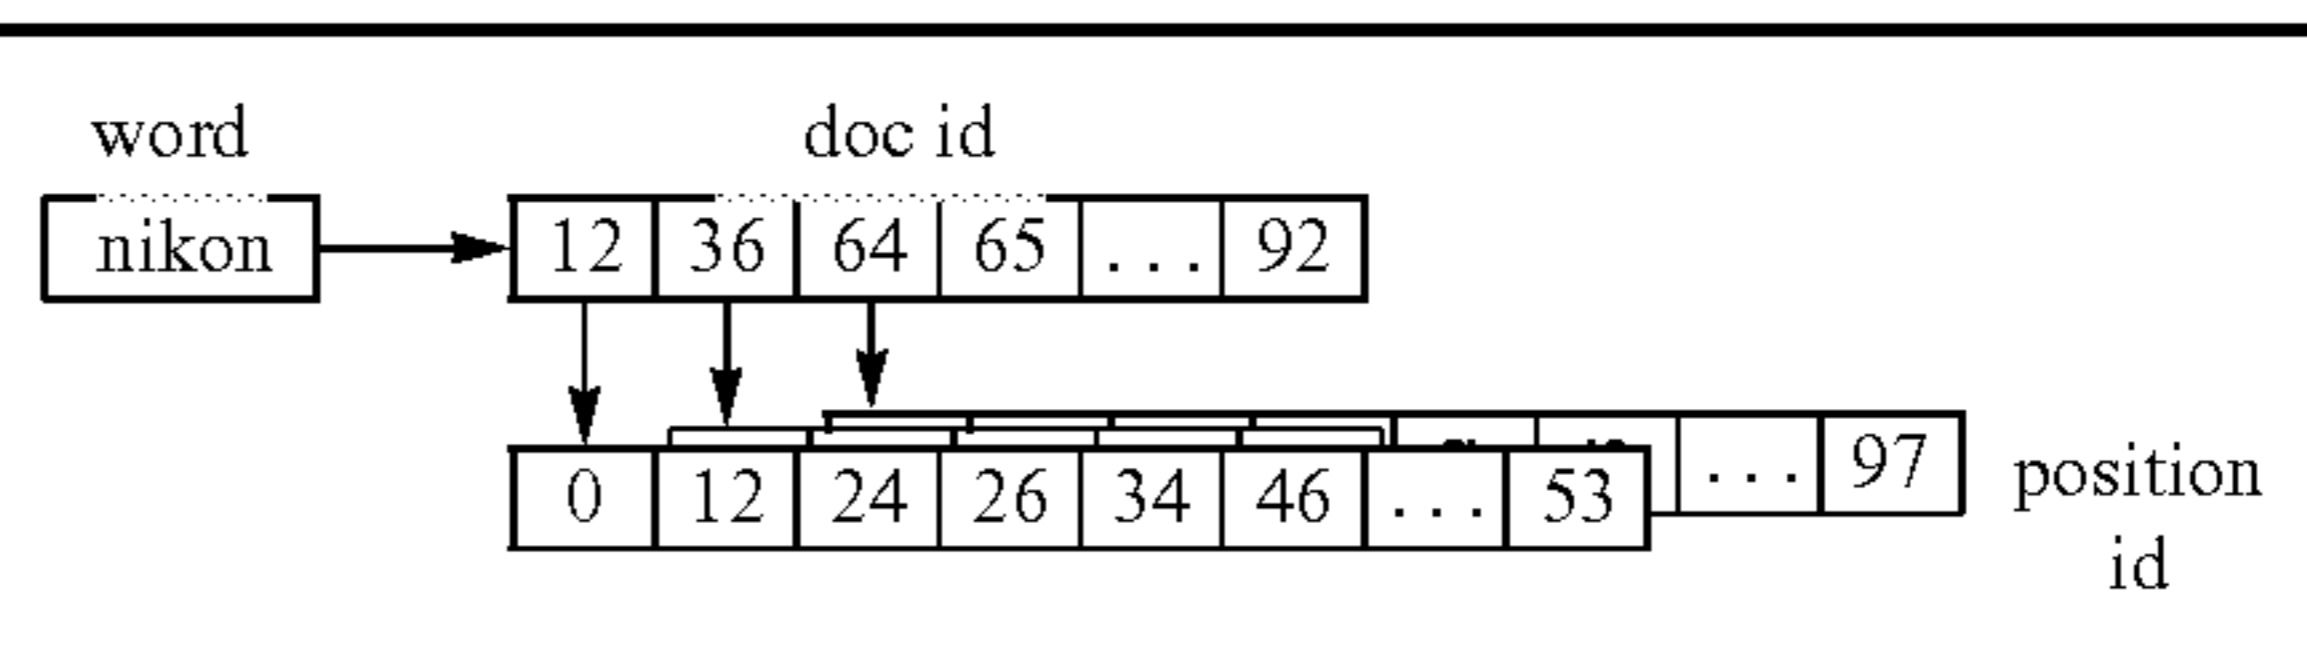 word doc id
nikon 12 36 64 65 ... 92
... 97
0 12 24 26 34 46 ... 53
position
id